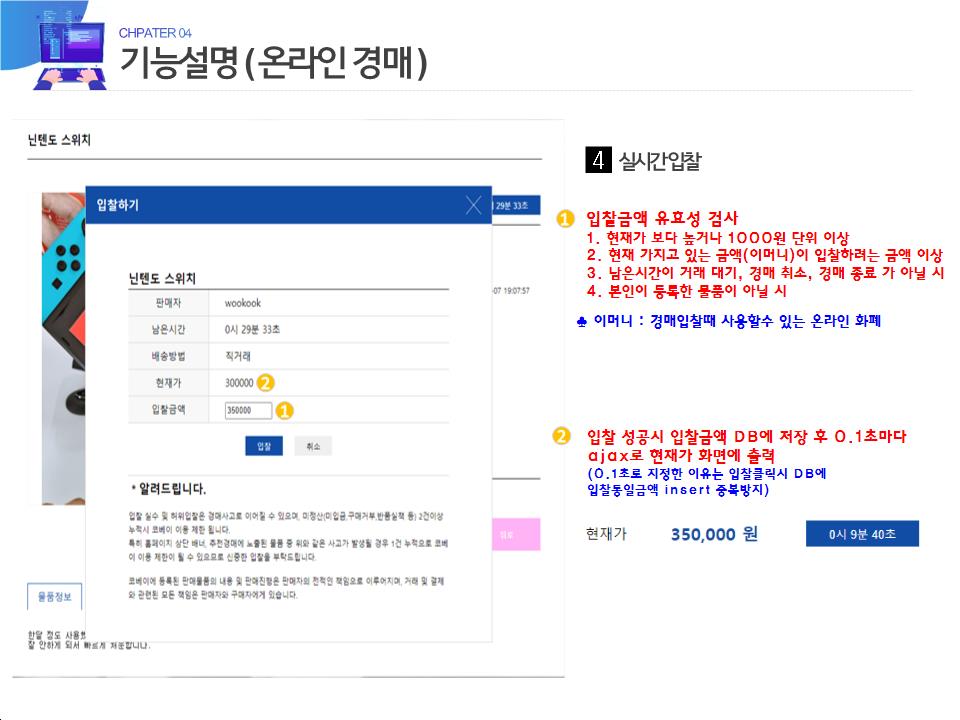 CHPATER 04
기능설명 ( 온라인 경매 )
닌텐도 스위치
입찰하기
29분 33초
닌텐도 스위치
판매자 wookook
남은시간 0시 29분 33초
배송방법 직거래
현재가 300000 2
입찰금액 350000 1
입찰 취소
-07 19:07:57
* 알려드립니다.
입찰 실수 및 허위입찰은 경매사고로 이어질 수 있으며, 미정산(미입금,구매거부,반품실책 등) 2건이상
누적시 코베이 이용 제한 됩니다.
특히 홈페이지 상단 배너, 추천경매에 노출된 물품 중 위와 같은 사고가 발생될 경우 1건 누적으로 코베
이 이용 제한이 될 수 있으므로 신중한 입찰을 부탁드립니다.
코베이에 등록된 판매물품의 내용 및 판매진행은 판매자의 전적인 책임으로 이루어지며, 거래 및 결제
와 관련된 모든 책임은 판매자와 구매자에게 있습니다.
뒤로
물품정보
한달 정도 사용
잘 안하게 되서 빠르게 처분합니다.
4 실시간입찰
1 입찰금액 유효성 검사
1. 현재가 보다 높거나 1000원 단위 이상
2. 현재 가지고 있는 금액(이머니)이 입찰하려는 금액 이상
3. 남은시간이 거래 대기, 경매 취소, 경매 종료 가 아닐 시
4. 본인이 등록한 물품이 아닐 시
♣ 이머니 : 경매입찰때 사용할수 있는 온라인 화폐
2 입찰 성공시 입찰금액 DB에 저장 후 0.1초마다
ajax로 현재가 화면에 출력
(0.1초로 지정한 이유는 입찰클릭시 DB에
입찰동일금액 insert 중복방지)
현재가 350,000 원 0시 9분 40초